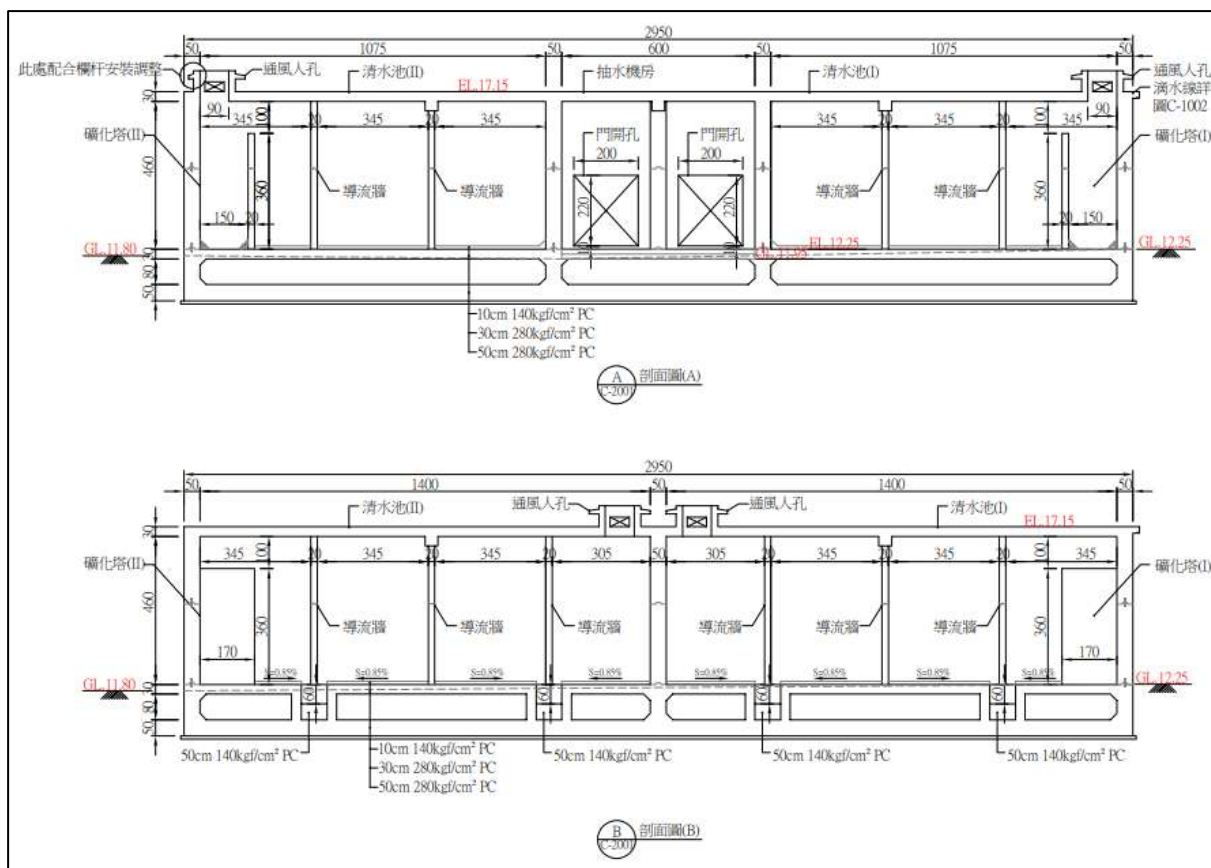 2950
50 1075 50 600 50 1075 50
此處配合欄杆安裝調整
通風人孔
清水池(II)
EL.17.15
抽水機房
清水池(I)
通風人孔
滴水線詳
圖C-1002
30
90
100
90
345 20 345 345
345 20 345 345
礦化塔(II)
礦化塔(I)
門開孔
門開孔
200
200
460
360
導流牆
導流牆
220
220
導流牆
導流牆
360
150 20
20 150
GL.11.80
EL.12.25
GL.11.95
GL.12.25
80
50
10cm 140kgf/cm² PC
30cm 280kgf/cm² PC
50cm 280kgf/cm² PC
A
C-2001
剖面圖(A)
2950
50 1400 50 1400 50
清水池(II)
通風人孔
通風人孔
清水池(I)
EL.17.15
30
100
100
345 20 345 20 345 20 305 50 305 20 345 20 345 20 345
礦化塔(II)
礦化塔(I)
460
360
導流牆
導流牆
導流牆
導流牆
導流牆
導流牆
360
170
170
S=0.85% S=0.85% S=0.85% S=0.85% S=0.85% S=0.85% S=0.85% S=0.85%
GL.11.80
GL.12.25
60
60
60
60
80
50
50cm 140kgf/cm² PC
10cm 140kgf/cm² PC
30cm 280kgf/cm² PC
50cm 280kgf/cm² PC
50cm 140kgf/cm² PC
50cm 140kgf/cm² PC
50cm 140kgf/cm² PC
B
C-2001
剖面圖(B)